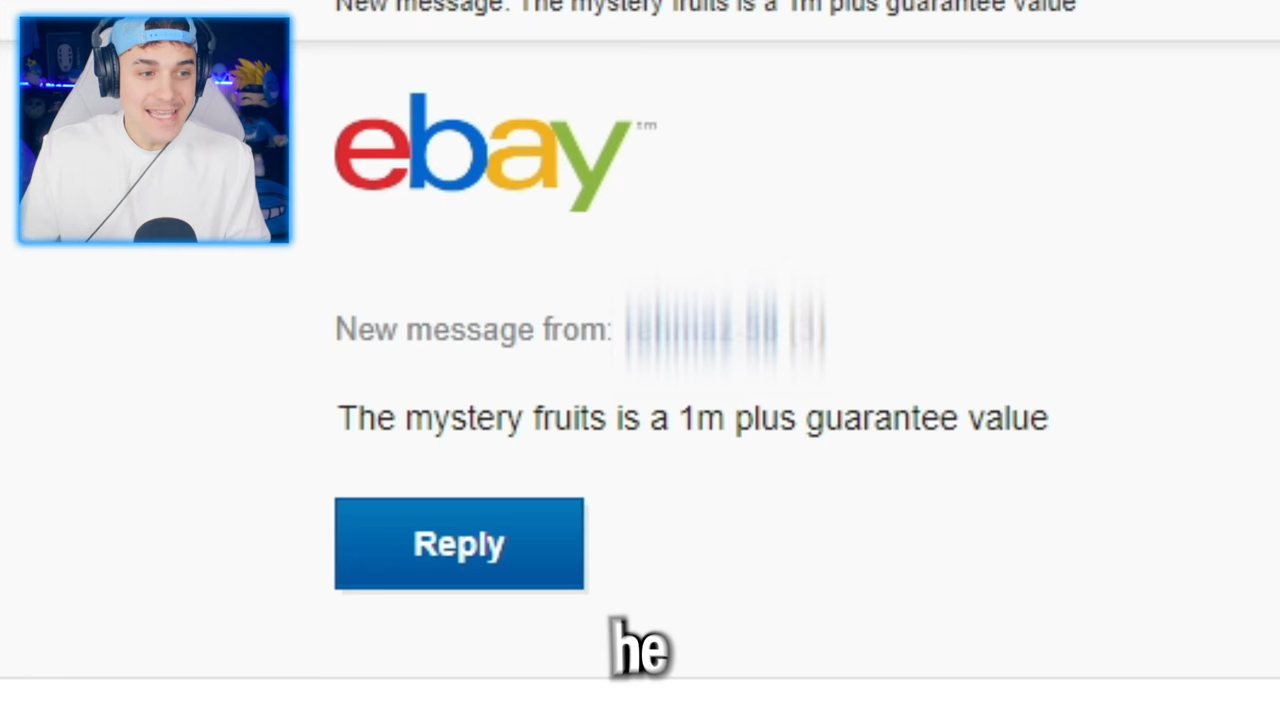 New message: The mystery fruits is a 1m plus guarantee value
ebay™
New message from:
The mystery fruits is a 1m plus guarantee value
Reply
he